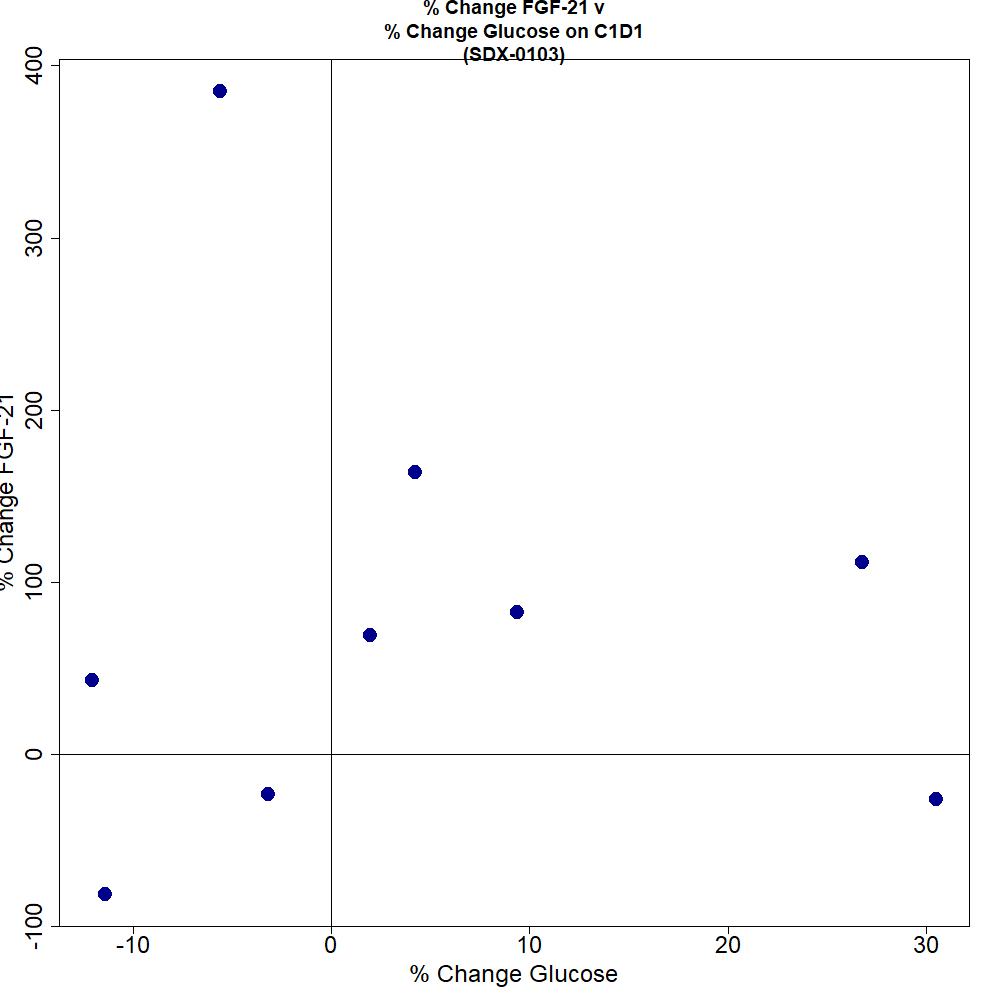 % Change FGF-21 v
% Change Glucose on C1D1
(SDX-0103)
400
300
200
100
0
-100
% Change FGF-21
-10
0
10
20
30
% Change Glucose